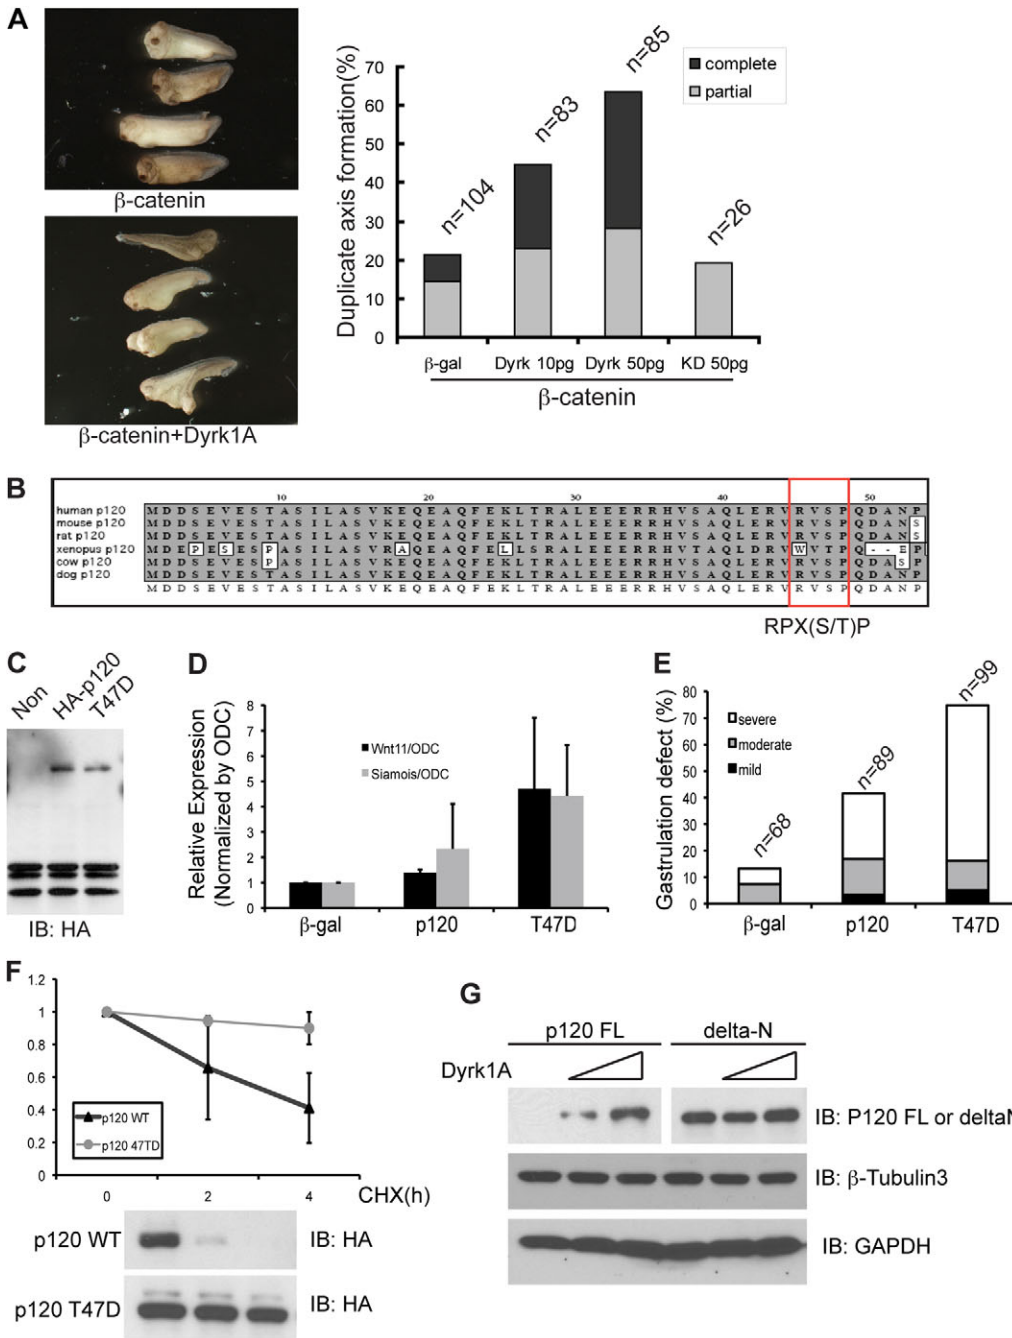 A
β-catenin
β-catenin+Dyrk1A
Duplicate axis formation(%)
70
60
50
40
30
20
10
0
n=104
n=83
n=85
n=26
complete
partial
β-gal Dyrk 10pg Dyrk 50pg KD 50pg
β-catenin
B
10 20 30 40 50
human p120 M D D S E V E S T A S I L A S V K E Q E A Q F E K L T R A L E E E R R H V S A Q L E R V R V S P Q D A N P
mouse p120 M D D S E V E S T A S I L A S V K E Q E A Q F E K L T R A L E E E R R H V S A Q L E R V R V S P Q D A N S
rat p120 M D D S E V E S T A S I L A S V K E Q E A Q F E K L T R A L E E E R R H V S A Q L E R V R V S P Q D A N S
xenopus p120 M D E P E S E S P A S I L A S V K A Q E A Q F E L L S R A L E E E R R H V T A Q L D R V W V T P - - E P
cow p120 M D D S E V E S P A S I L A S V K E Q E A Q F E K L T R A L E E E R R H V S A Q L E R V R V S P Q D A S P
dog p120 M D D S E V E S T A S I L A S V K E Q E A Q F E K L T R A L E E E R R H V S A Q L E R V R V S P Q D A N P
M D D S E V E S T A S I L A S V K E Q E A Q F E K L T R A L E E E R R H V S A Q L E R V R V S P Q D A N P
RPX(S/T)P
C
Non
HA-p120
T47D
IB: HA
D
Relative Expression
(Normalized by ODC)
8
7
6
5
4
3
2
1
0
Wnt11/ODC
Siamois/ODC
β-gal p120 T47D
E
Gastrulation defect (%)
80
70
60
50
40
30
20
10
0
severe
moderate
mild
n=68
n=89
n=99
β-gal p120 T47D
F
1.2
1
0.8
0.6
0.4
0.2
0
p120 WT
p120 47TD
0 2 4 CHX(h)
p120 WT IB: HA
p120 T47D IB: HA
G
p120 FL delta-N
Dyrk1A
IB: P120 FL or deltaN
IB: β-Tubulin3
IB: GAPDH